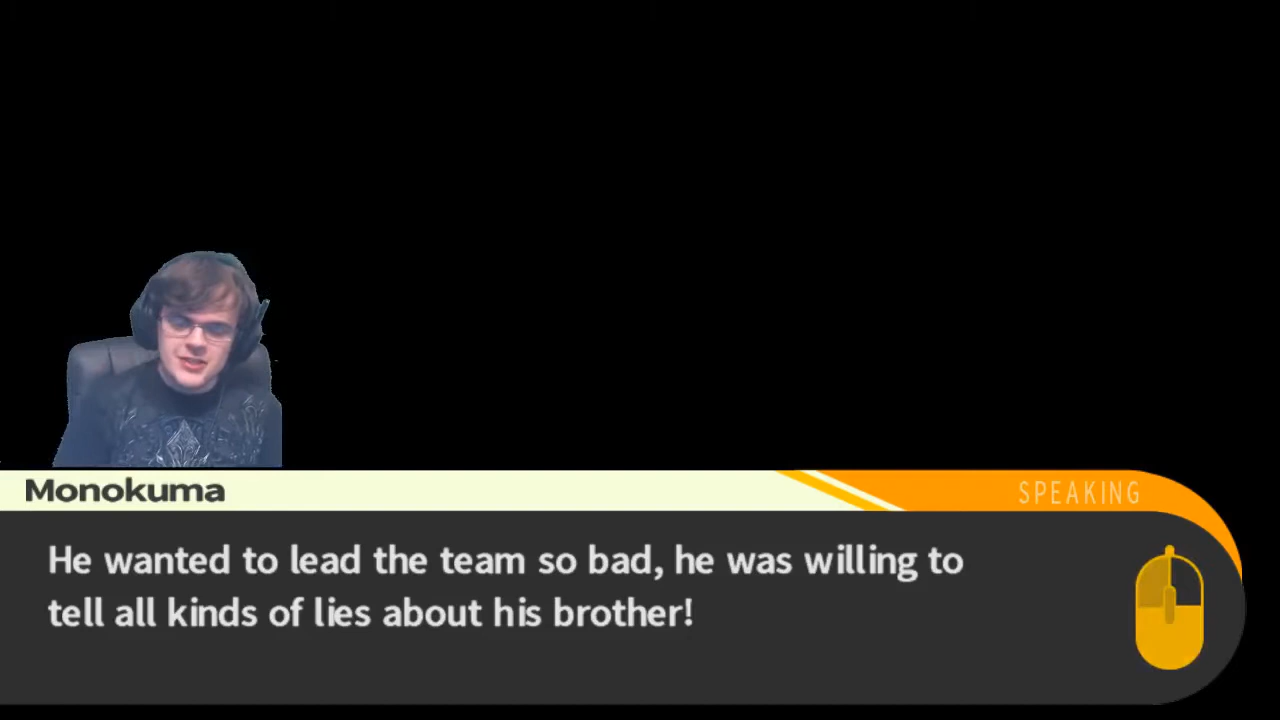 Monokuma
SPEAKING
He wanted to lead the team so bad, he was willing to
tell all kinds of lies about his brother!